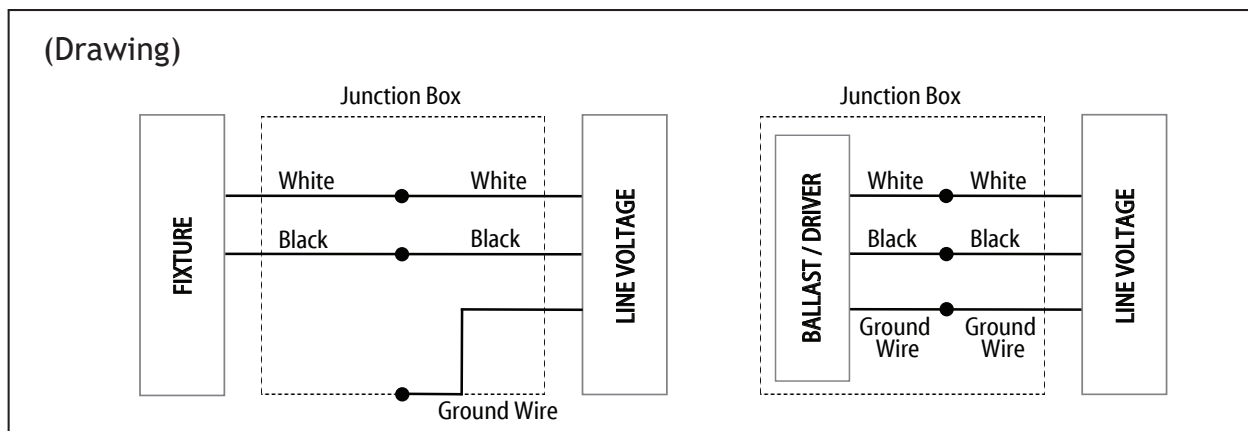 (Drawing)
Junction Box
FIXTURE
White
White
Black
Black
Ground Wire
LINE VOLTAGE
Junction Box
BALLAST / DRIVER
White
White
Black
Black
Ground
Wire
Ground
Wire
LINE VOLTAGE